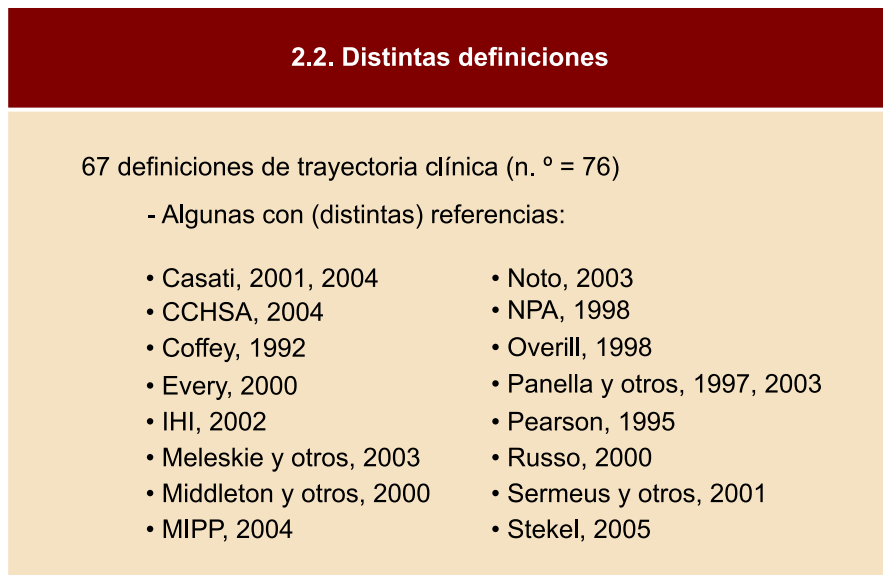 2.2. Distintas definiciones
67 definiciones de trayectoria clínica (n. º = 76)
- Algunas con (distintas) referencias:
• Casati, 2001, 2004
• CCHSA, 2004
• Coffey, 1992
• Every, 2000
• IHI, 2002
• Meleskie y otros, 2003
• Middleton y otros, 2000
• MIPP, 2004
• Noto, 2003
• NPA, 1998
• Overill, 1998
• Panella y otros, 1997, 2003
• Pearson, 1995
• Russo, 2000
• Sermeus y otros, 2001
• Stekel, 2005